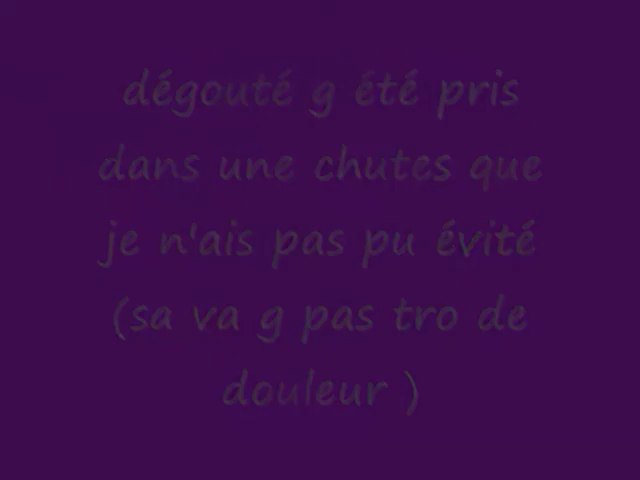 dégouté g été pris
dans une chutes que
je n'ais pas pu évité
(sa va g pas tro de
douleur )